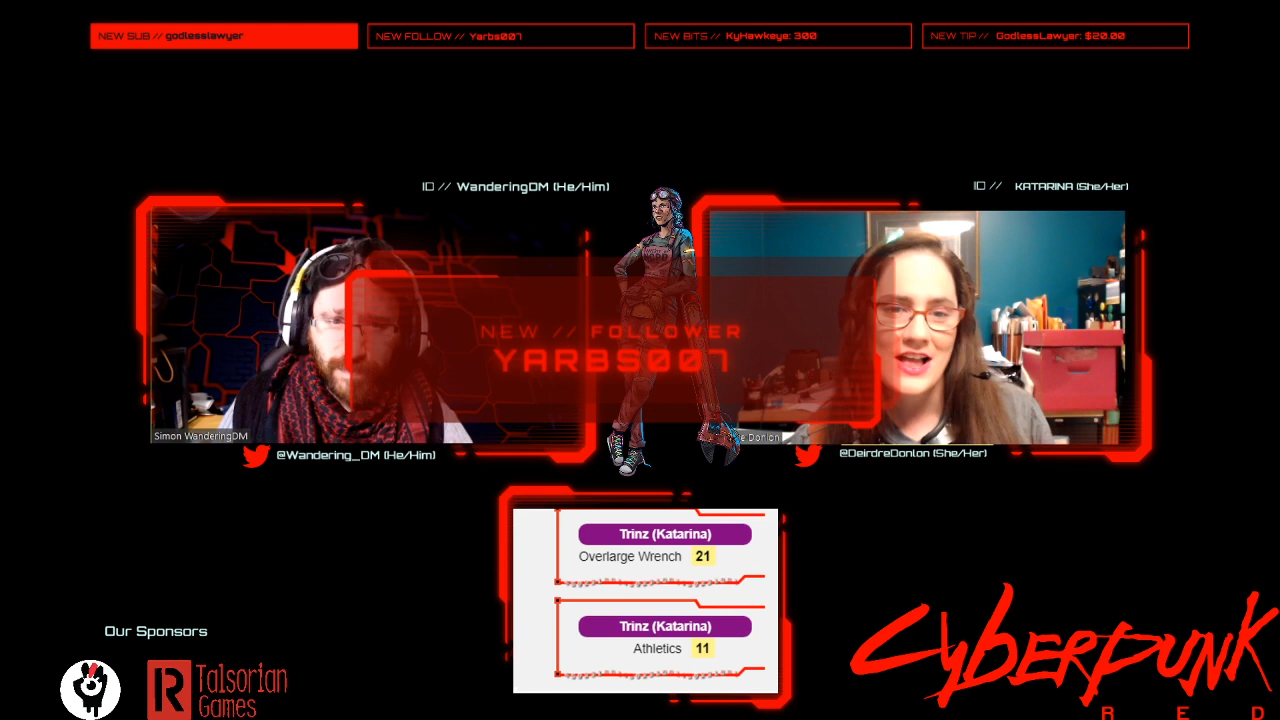 NEW SUB // godlesslawyer
NEW FOLLOW // Yarbs007
NEW BITS // KyHawkeye: 300
NEW TIP // GodlessLawyer: $20.00
ID // WanderingDM (He/Him)
ID // KATARINA (She/Her)
NEW // FOLLOWER
YARBS007
Simon WanderingDM
e Donlon
@Wandering_DM (He/Him)
@DeirdreDonlon (She/Her)
Trinz (Katarina)
Overlarge Wrench 21
Trinz (Katarina)
Athletics 11
Our Sponsors
R Talsorian
Games
Cyberpunk
RED